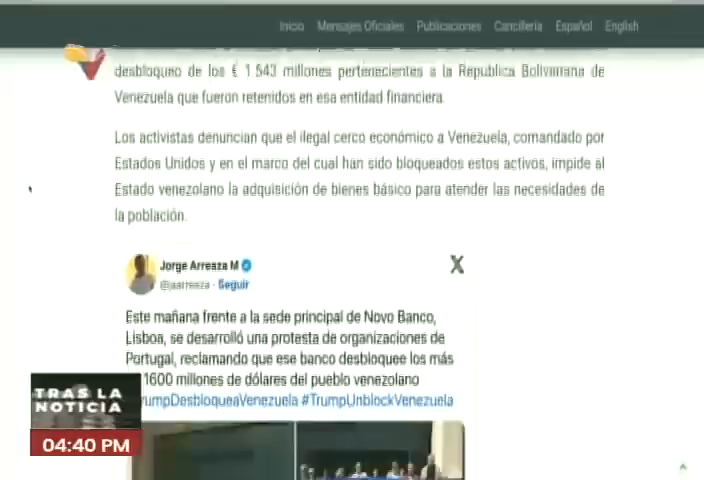 Inicio Mensajes Oficiales Publicaciones Cancillería Español English
desbloqueo de los € 1.543 millones pertenecientes a la Republica Bolivariana de
Venezuela que fueron retenidos en esa entidad financiera.
Los activistas denuncian que el ilegal cerco económico a Venezuela, comandado por
Estados Unidos y en el marco del cual han sido bloqueados estos activos, impide al
Estado venezolano la adquisición de bienes básico para atender las necesidades de
la población.
Jorge Arreaza M
@jaarreaza · Seguir
X
Este mañana frente a la sede principal de Novo Banco,
Lisboa, se desarrolló una protesta de organizaciones de
Portugal, reclamando que ese banco desbloquee los más
1600 millones de dólares del pueblo venezolano
rumpDesbloqueaVenezuela #TrumpUnblockVenezuela
TRAS LA
NOTICIA
04:40 PM